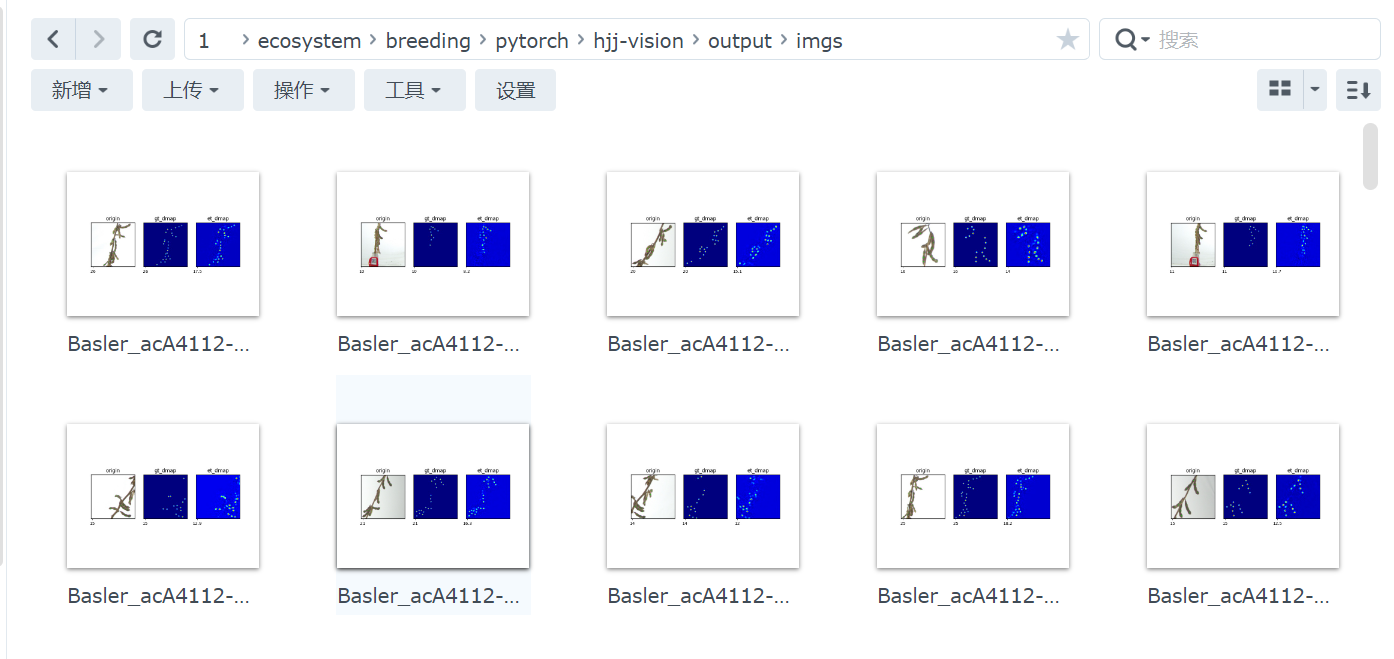 1 > ecosystem > breeding > pytorch > hjj-vision > output > imgs
搜索
新增 上传 操作 工具 设置
origin gt_dmap et_dmap origin gt_dmap et_dmap origin gt_dmap et_dmap origin gt_dmap et_dmap origin gt_dmap et_dmap
Basler_acA4112-... Basler_acA4112-... Basler_acA4112-... Basler_acA4112-... Basler_acA4112-...
origin gt_dmap et_dmap origin gt_dmap et_dmap origin gt_dmap et_dmap origin gt_dmap et_dmap origin gt_dmap et_dmap
Basler_acA4112-... Basler_acA4112-... Basler_acA4112-... Basler_acA4112-... Basler_acA4112-...